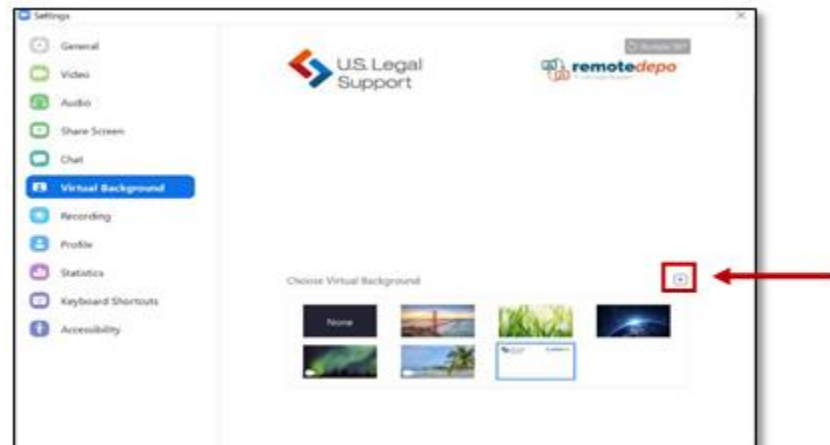 Settings
General
Video
Audio
Share Screen
Chat
Virtual Background
Recording
Profile
Statistics
Keyboard Shortcuts
Accessibility
U.S. Legal
Support
remotedepo
Choose Virtual Background
None